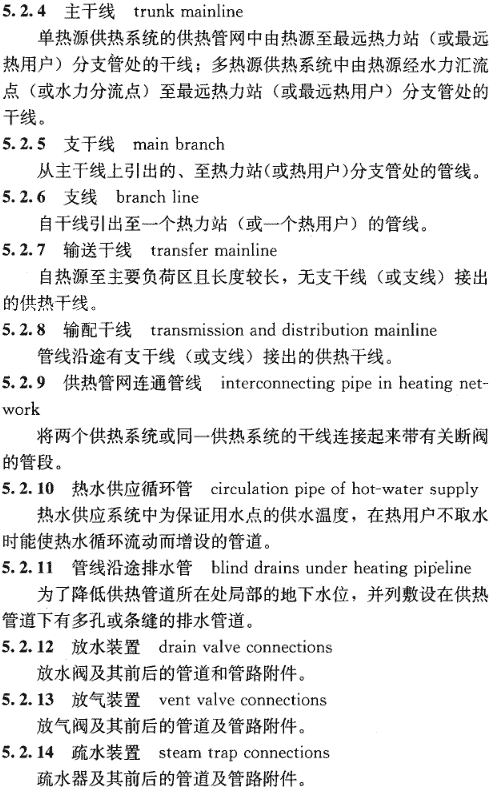 5.2.4 主干线 trunk mainline
单热源供热系统的供热管网中由热源至最远热力站（或最远
热用户）分支管处的干线；多热源供热系统中由热源经水力汇流
点（或水力分流点）至最远热力站（或最远热用户）分支管处的
干线。
5.2.5 支干线 main branch
从主干线上引出的、至热力站（或热用户）分支管处的管线。
5.2.6 支线 branch line
自干线引出至一个热力站（或一个热用户）的管线。
5.2.7 输送干线 transfer mainline
自热源至主要负荷区且长度较长，无支干线（或支线）接出
的供热干线。
5.2.8 输配干线 transmission and distribution mainline
管线沿途有支干线（或支线）接出的供热干线。
5.2.9 供热管网连通管线 interconnecting pipe in heating net-
work
将两个供热系统或同一供热系统的干线连接起来带有关断阀
的管段。
5.2.10 热水供应循环管 circulation pipe of hot-water supply
热水供应系统中为保证用水点的供水温度，在热用户不取水
时能使热水循环流动而增设的管道。
5.2.11 管线沿途排水管 blind drains under heating pipeline
为了降低供热管道所在处局部的地下水位，并列敷设在供热
管道下有多孔或条缝的排水管道。
5.2.12 放水装置 drain valve connections
放水阀及其前后的管道和管路附件。
5.2.13 放气装置 vent valve connections
放气阀及其前后的管道及管路附件。
5.2.14 疏水装置 steam trap connections
疏水器及其前后的管道及管路附件。